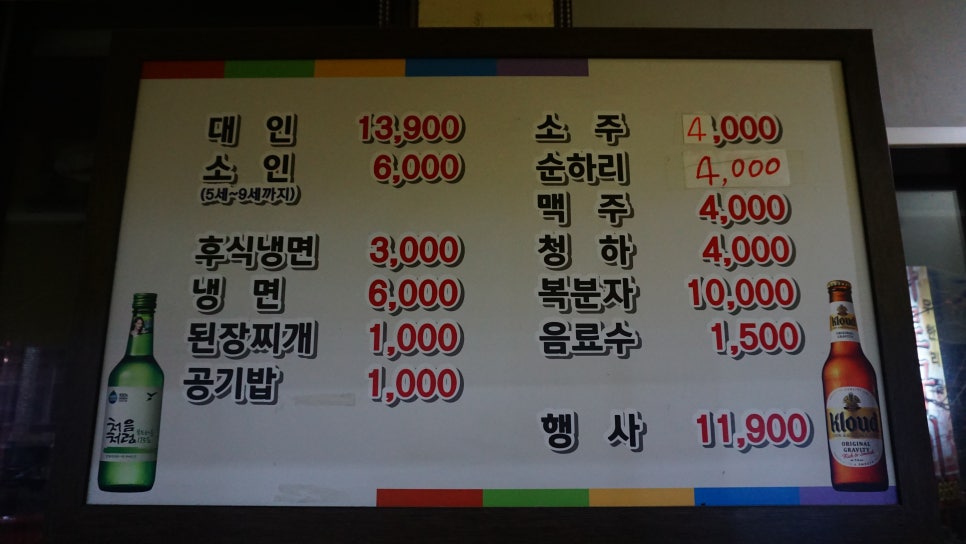 대 인 13,900
소 인 6,000
(5세~9세까지)
후식냉면 3,000
냉 면 6,000
된장찌개 1,000
공기밥 1,000
소 주 4,000
순하리 4,000
맥 주 4,000
청 하 4,000
복분자 10,000
음료수 1,500
행 사 11,900
처음
처럼
kloud
Kloud
ORIGINAL
GRAVITY